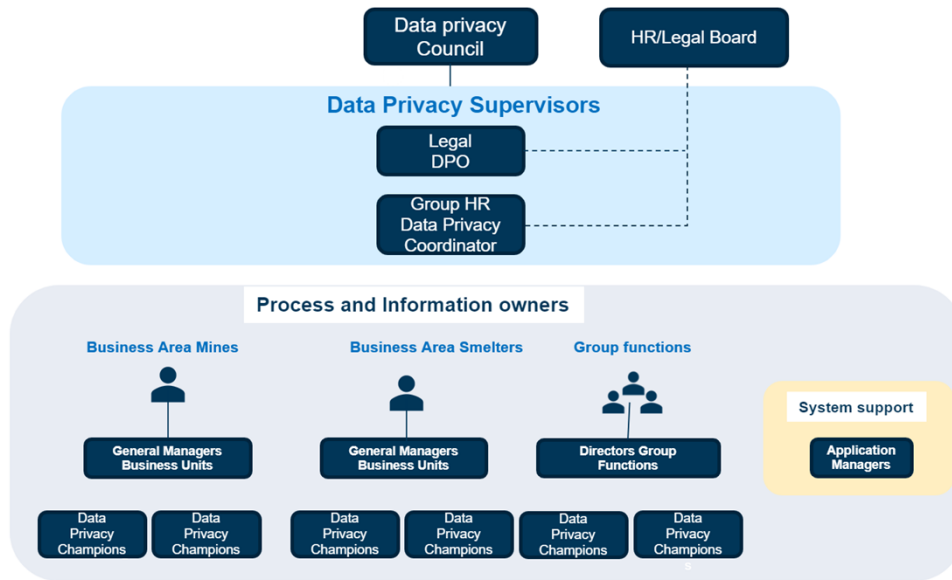 Data privacy
Council
HR/Legal Board
Data Privacy Supervisors
Legal
DPO
Group HR
Data Privacy
Coordinator
Process and Information owners
Business Area Mines
Business Area Smelters
Group functions
System support
General Managers
Business Units
General Managers
Business Units
Directors Group
Functions
Application
Managers
Data
Privacy
Champions
Data
Privacy
Champions
Data
Privacy
Champions
Data
Privacy
Champions
Data
Privacy
Champions
Data
Privacy
Champion
s